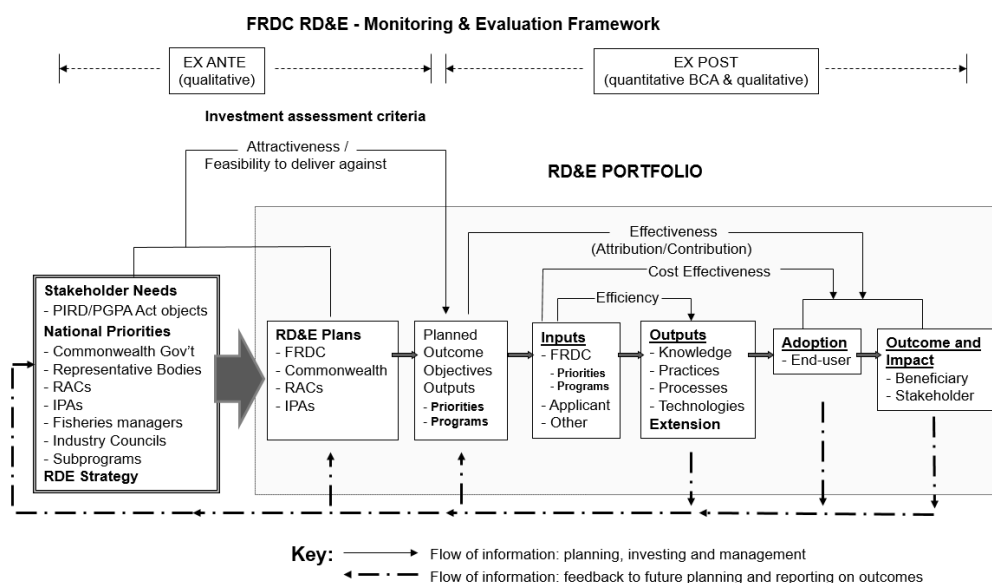 FRDC RD&E - Monitoring & Evaluation Framework
EX ANTE
(qualitative)
EX POST
(quantitative BCA & qualitative)
Investment assessment criteria
Attractiveness /
Feasibility to deliver against
RD&E PORTFOLIO
Effectiveness
(Attribution/Contribution)
Cost Effectiveness
Efficiency
Stakeholder Needs
- PIRD/PGPA Act objects
National Priorities
- Commonwealth Gov't
- Representative Bodies
- RACs
- IPAs
- Fisheries managers
- Industry Councils
- Subprograms
RDE Strategy
RD&E Plans
- FRDC
- Commonwealth
- RACs
- IPAs
Planned
Outcome
Objectives
Outputs
- Priorities
- Programs
Inputs
- FRDC
- Priorities
- Programs
- Applicant
- Other
Outputs
- Knowledge
- Practices
- Processes
- Technologies
Extension
Adoption
- End-user
Outcome and
Impact
- Beneficiary
- Stakeholder
Key:
Flow of information: planning, investing and management
Flow of information: feedback to future planning and reporting on outcomes